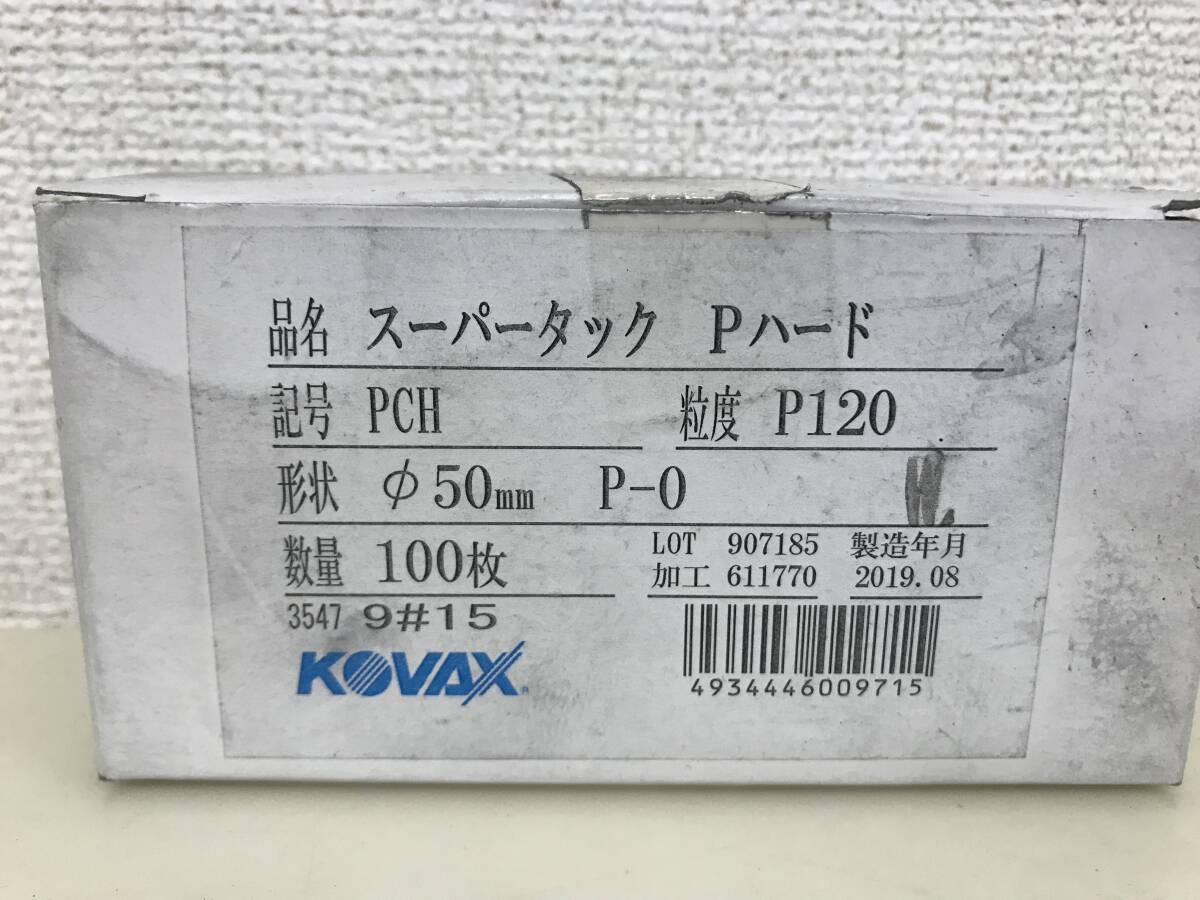 品名 スーパータック Pハード
記号 PCH 粒度 P120
形状 φ50mm P-0
数量 100枚
LOT 907185 製造年月
加工 611770 2019.08
3547 9#15
KOVAX
4934446009715